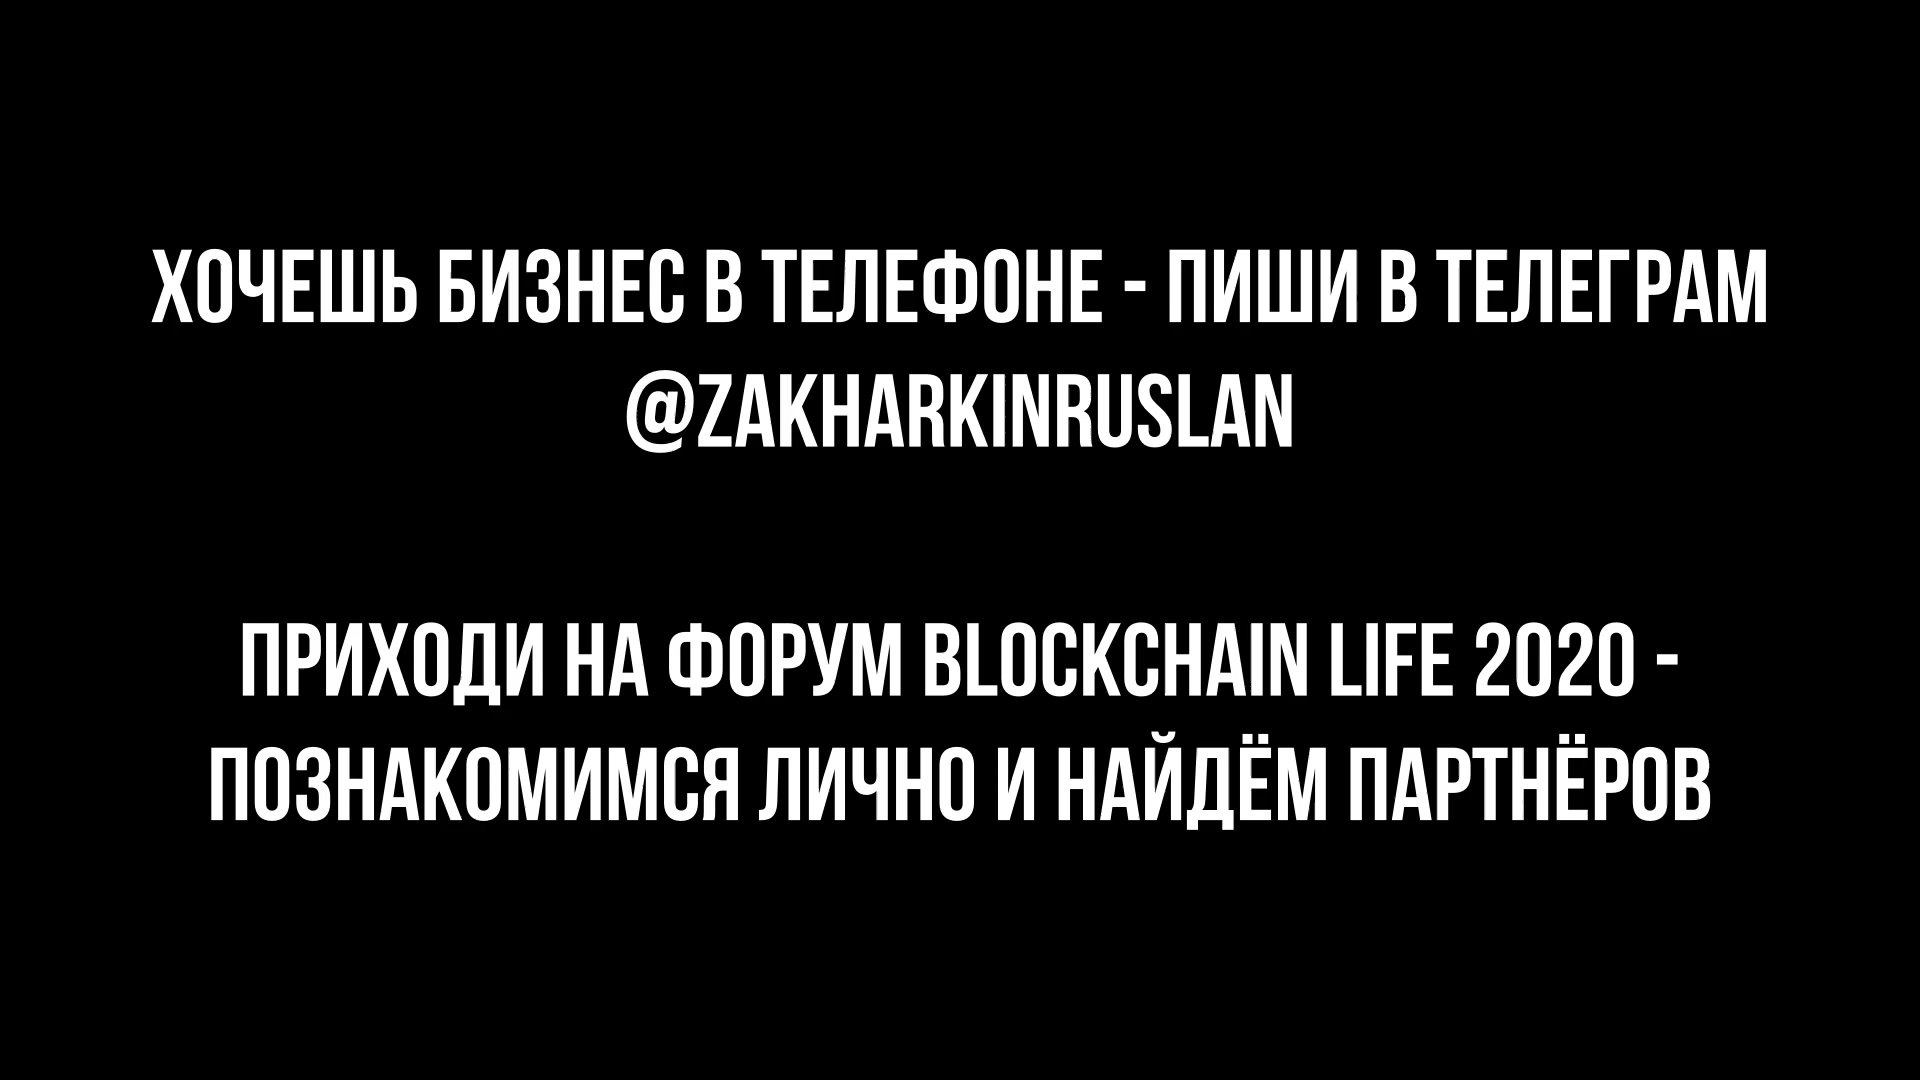 ХОЧЕШЬ БИЗНЕС В ТЕЛЕФОНЕ - ПИШИ В ТЕЛЕГРАМ
@ZAKHARKINRUSLAN
ПРИХОДИ НА ФОРУМ BLOCKCHAIN LIFE 2020 -
ПОЗНАКОМИМСЯ ЛИЧНО И НАЙДЁМ ПАРТНЁРОВ